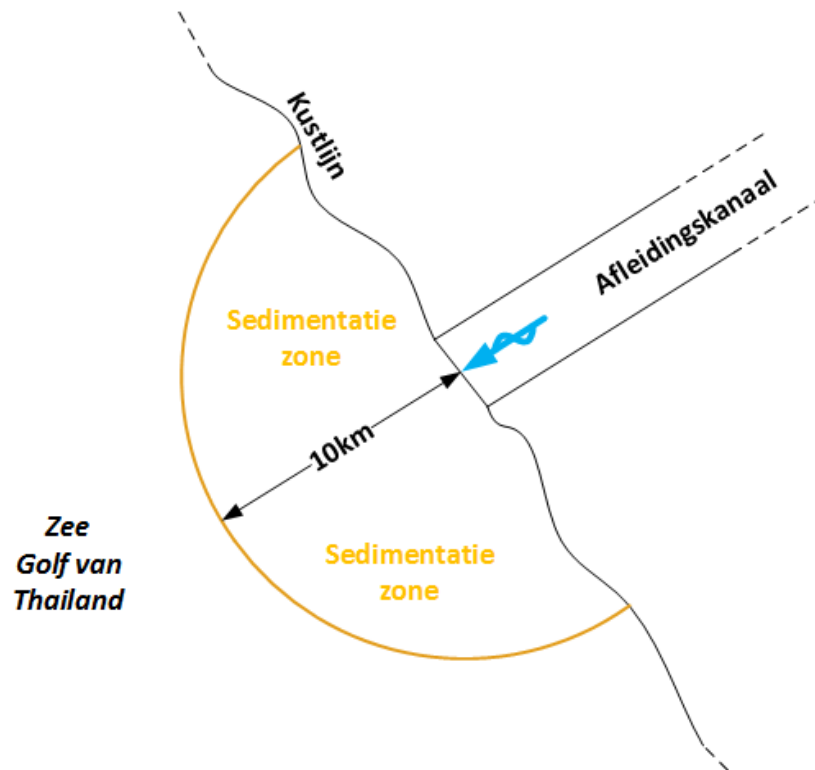 Kustlijn
Afleidingskanaal
Sedimentatie
zone
10km
Zee
Golf van
Thailand
Sedimentatie
zone